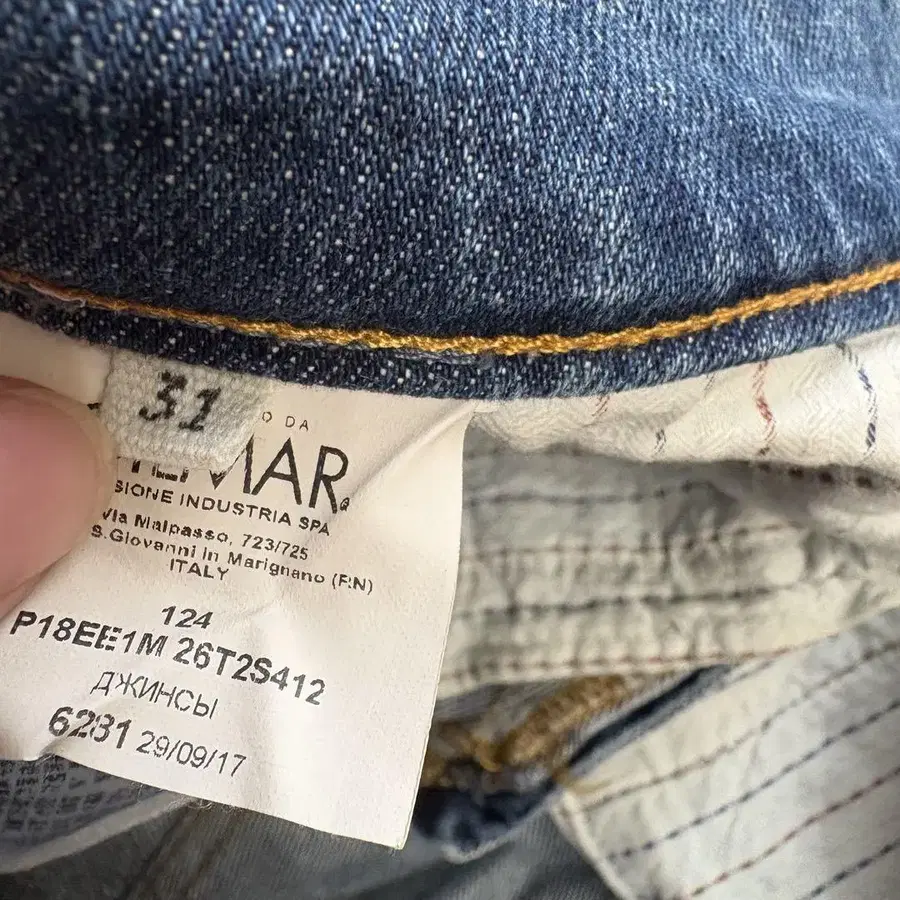 31
O DA
MAR
SIONE INDUSTRIA SPA
Via Malpasso, 723/725
S.Giovanni in Marignano (RN)
ITALY
124
P18EE1M 26T2S412
ДЖИНСЫ
6281 29/09/17